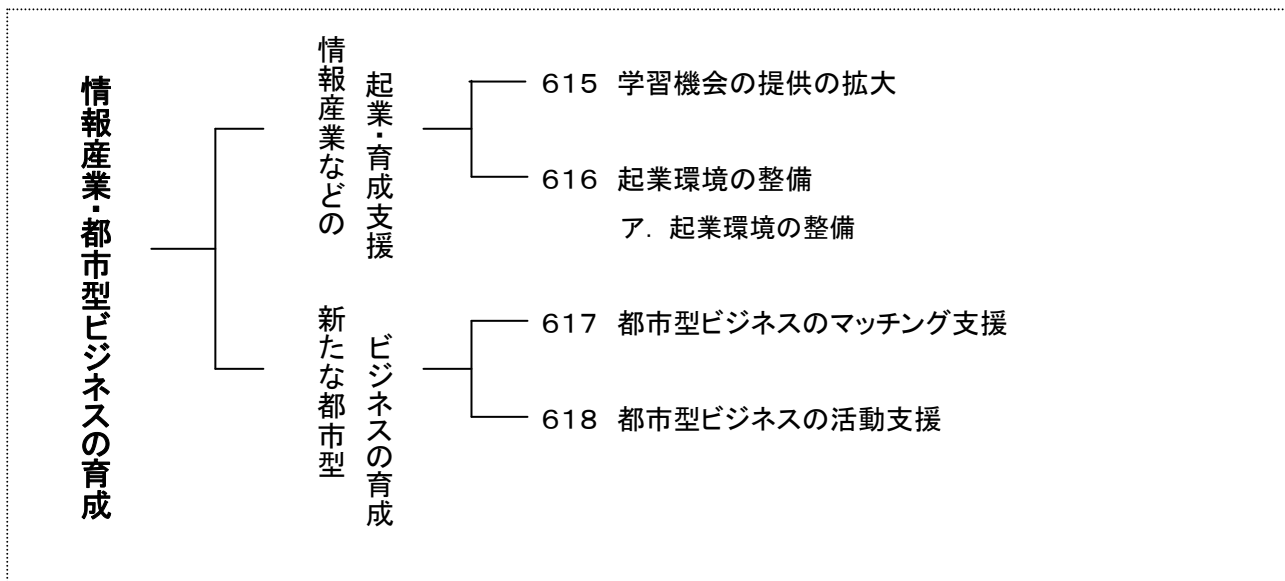 情報産業・都市型ビジネスの育成
情報産業などの
起業・育成支援
615 学習機会の提供の拡大
616 起業環境の整備
ア. 起業環境の整備
新たな都市型
ビジネスの育成
617 都市型ビジネスのマッチング支援
618 都市型ビジネスの活動支援